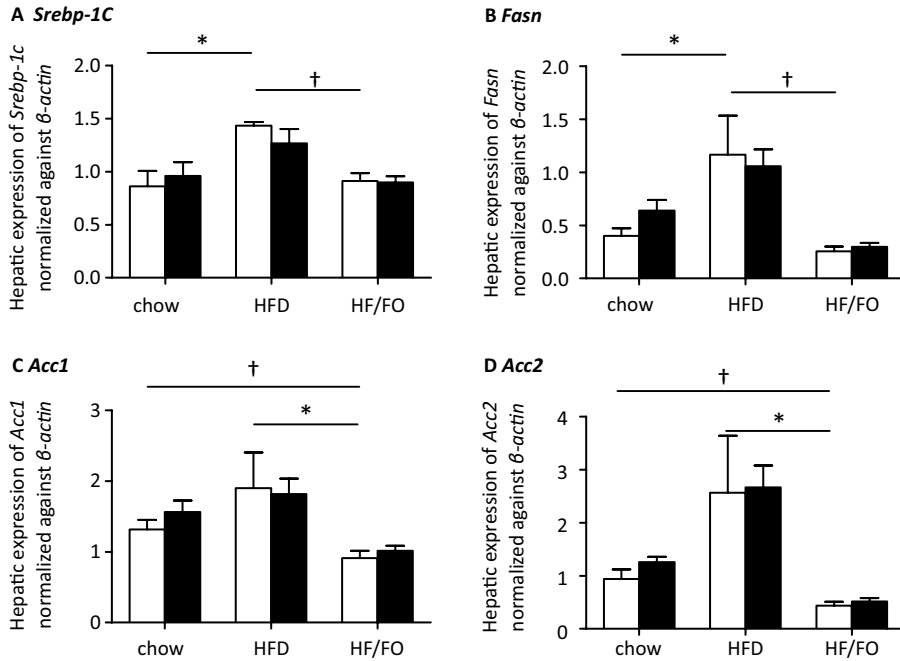 A Srebp-1C
Hepatic expression of Srebp-1c
normalized against β-actin
2.0
1.5
1.0
0.5
0.0
*
†
chow
HFD
HF/FO
B Fasn
Hepatic expression of Fasn
normalized against β-actin
2.0
1.5
1.0
0.5
0.0
*
†
chow
HFD
HF/FO
C Acc1
Hepatic expression of Acc1
normalized against β-actin
3
2
1
0
†
*
chow
HFD
HF/FO
D Acc2
Hepatic expression of Acc2
normalized against β-actin
4
3
2
1
0
†
*
chow
HFD
HF/FO